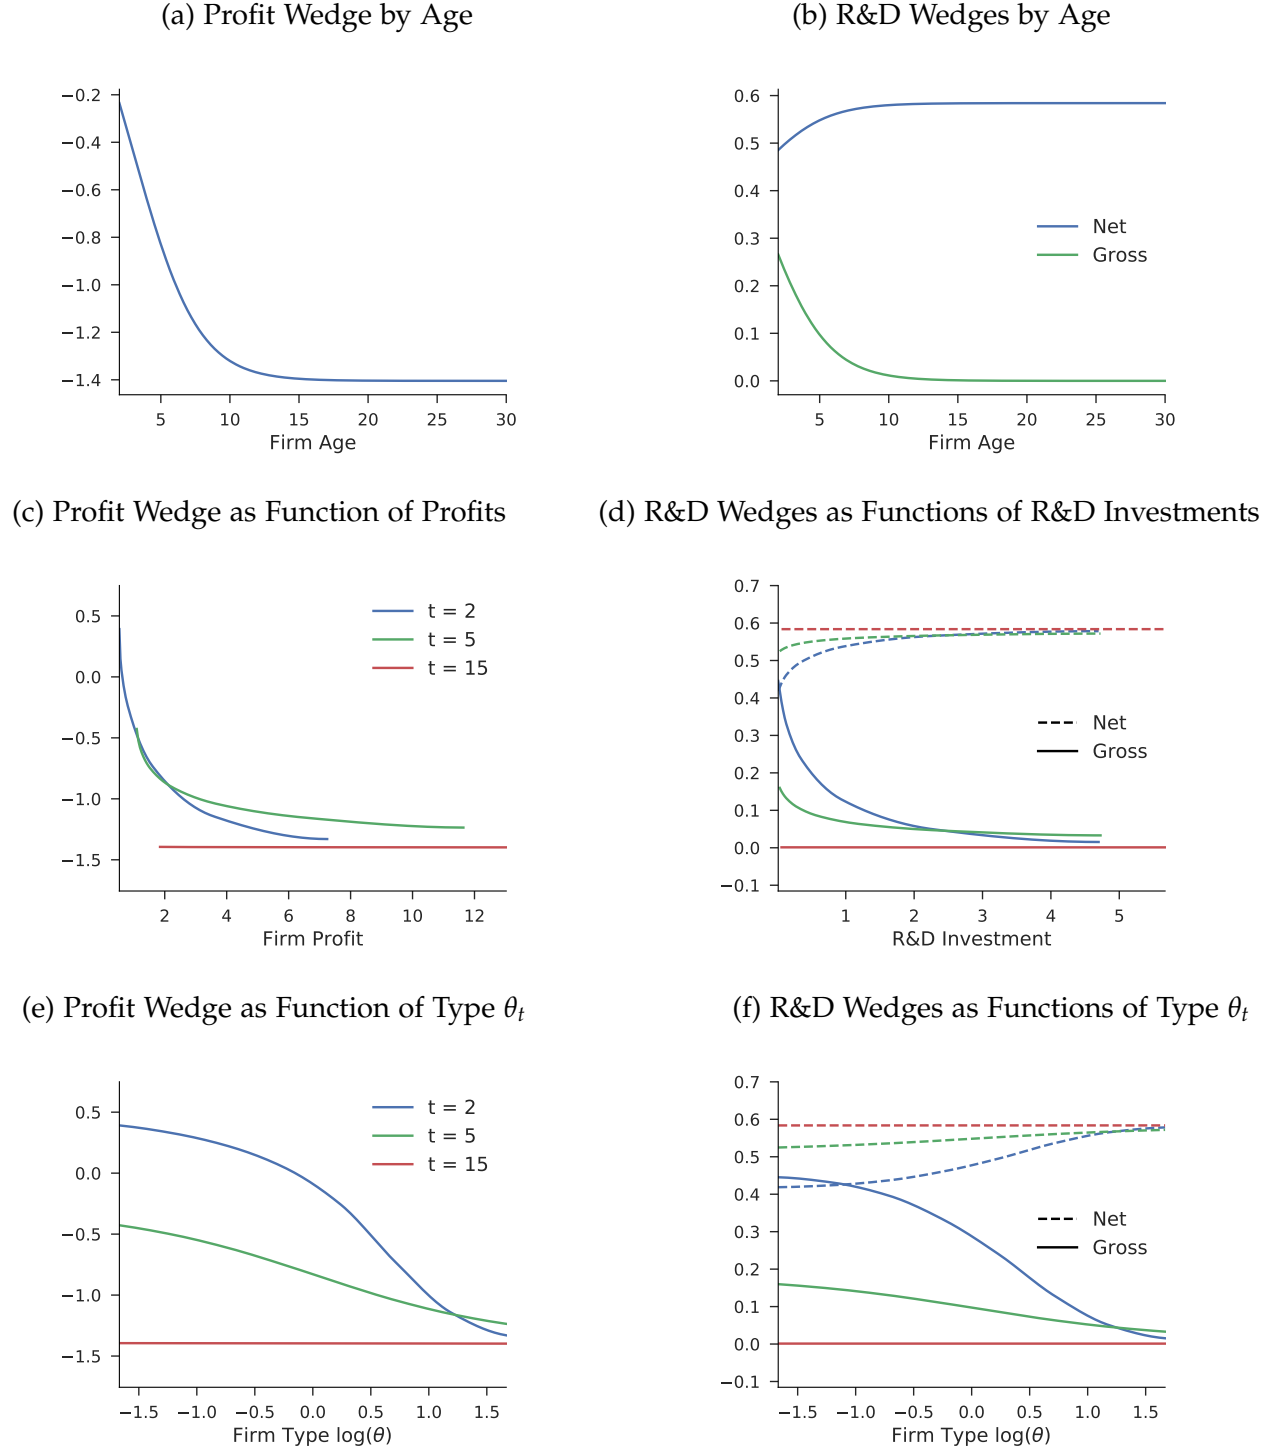 (a) Profit Wedge by Age
−0.2
−0.4
−0.6
−0.8
−1.0
−1.2
−1.4
5 10 15 20 25 30
Firm Age
(b) R&D Wedges by Age
0.6
0.5
0.4
0.3
0.2
0.1
0.0
Net
Gross
5 10 15 20 25 30
Firm Age
(c) Profit Wedge as Function of Profits
0.5
0.0
−0.5
−1.0
−1.5
t = 2
t = 5
t = 15
2 4 6 8 10 12
Firm Profit
(d) R&D Wedges as Functions of R&D Investments
0.7
0.6
0.5
0.4
0.3
0.2
0.1
0.0
−0.1
Net
Gross
1 2 3 4 5
R&D Investment
(e) Profit Wedge as Function of Type θt
0.5
0.0
−0.5
−1.0
−1.5
t = 2
t = 5
t = 15
−1.5 −1.0 −0.5 0.0 0.5 1.0 1.5
Firm Type log(θ)
(f) R&D Wedges as Functions of Type θt
0.7
0.6
0.5
0.4
0.3
0.2
0.1
0.0
−0.1
Net
Gross
−1.5 −1.0 −0.5 0.0 0.5 1.0 1.5
Firm Type log(θ)